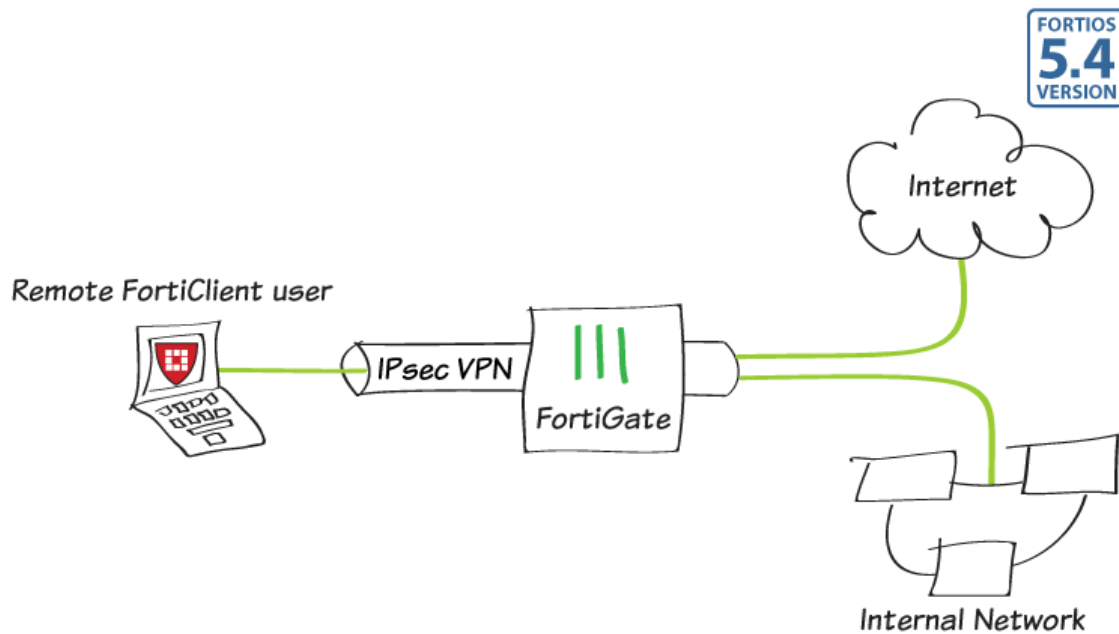 FORTIOS
5.4
VERSION
Internet
Remote FortiClient user
IPsec VPN
FortiGate
Internal Network